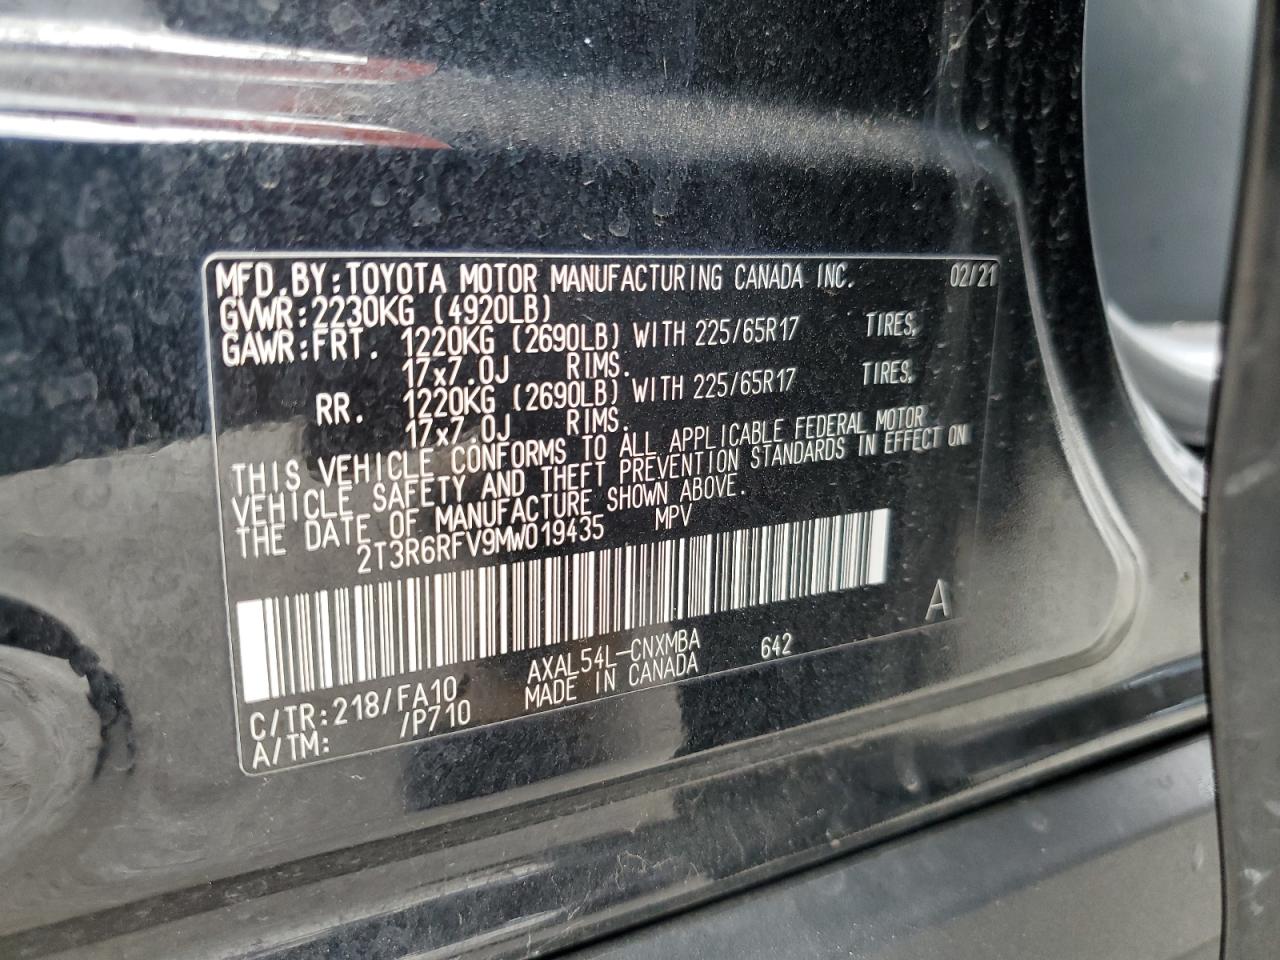 MFD.BY:TOYOTA MOTOR MANUFACTURING CANADA INC. 02/21
GVWR:2230KG (4920LB)
GAWR:FRT. 1220KG (2690LB) WITH 225/65R17 TIRES,
17x7.0J RIMS.
RR. 1220KG (2690LB) WITH 225/65R17 TIRES,
17x7.0J RIMS.
THIS VEHICLE CONFORMS TO ALL APPLICABLE FEDERAL MOTOR
VEHICLE SAFETY AND THEFT PREVENTION STANDARDS IN EFFECT ON
THE DATE OF MANUFACTURE SHOWN ABOVE.
2T3R6RFV9MW019435 MPV
A
C/TR:218/FA10 AXAL54L-CNXMBA 642
A/TM: /P710 MADE IN CANADA